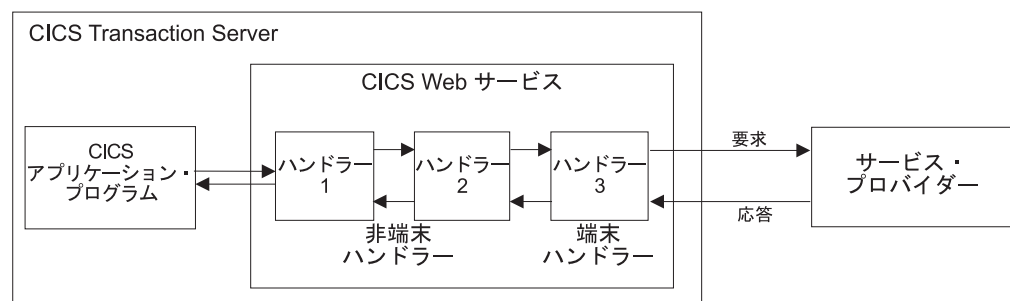 CICS Transaction Server
CICS Web サービス
CICS
アプリケーション・
プログラム
ハンドラー
1
ハンドラー
2
ハンドラー
3
要求
応答
サービス・
プロバイダー
非端末
ハンドラー
端末
ハンドラー